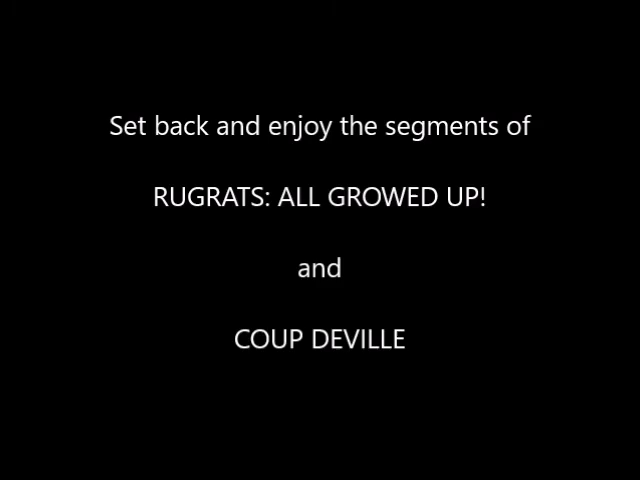 Set back and enjoy the segments of
RUGRATS: ALL GROWED UP!
and
COUP DEVILLE